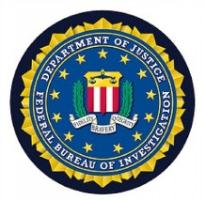 DEPARTMENT OF JUSTICE
FIDELITY
BRAVERY
INTEGRITY
FEDERAL BUREAU OF INVESTIGATION